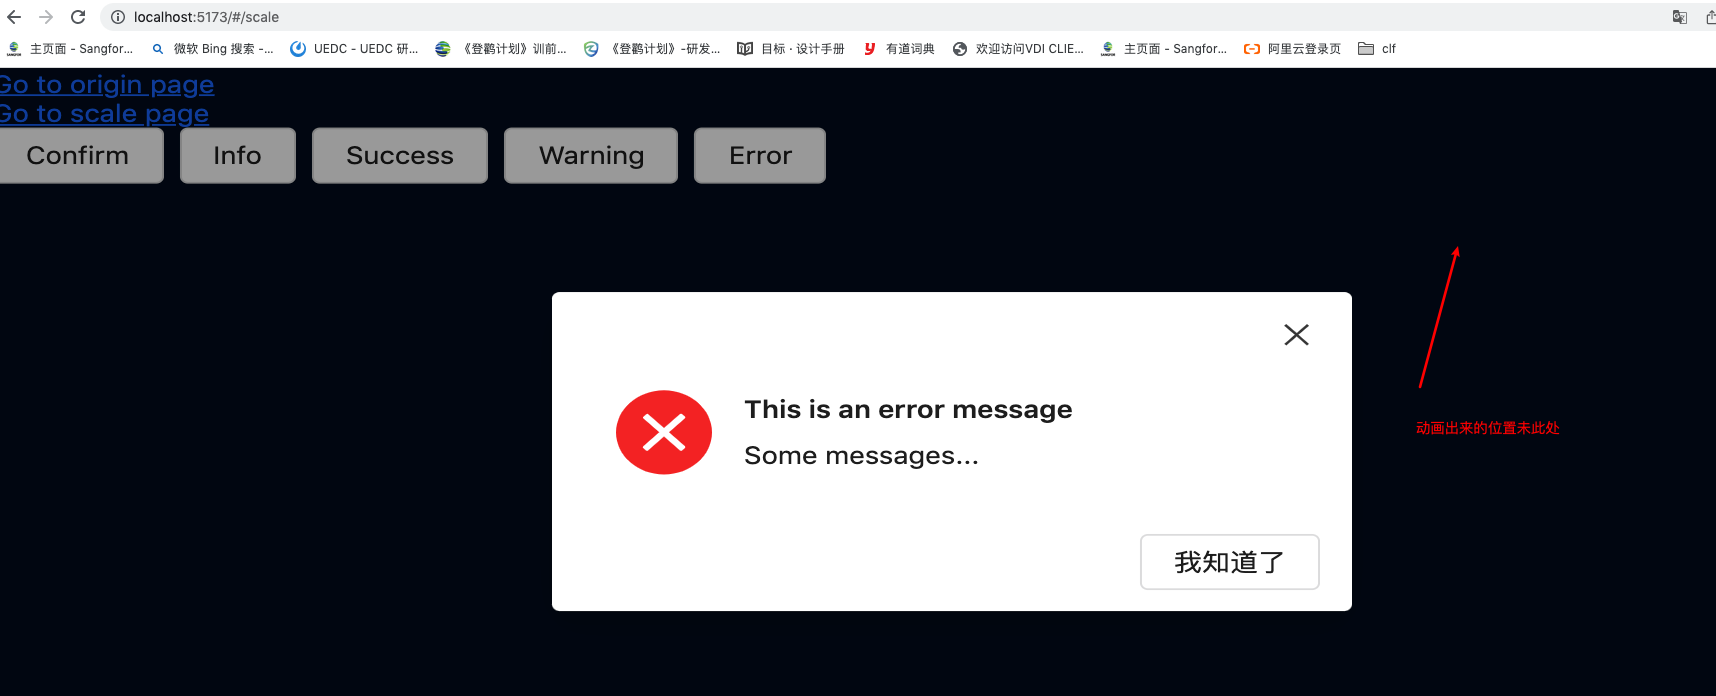 localhost:5173/#/scale
主页面 - Sangfor...
微软 Bing 搜索 -...
UEDC - UEDC 研...
《登鹳计划》训前...
《登鹳计划》-研发...
目标 · 设计手册
有道词典
欢迎访问VDI CLIE...
主页面 - Sangfor...
阿里云登录页
clf
Go to origin page
Go to scale page
Confirm
Info
Success
Warning
Error
This is an error message
Some messages...
动画出来的位置未此处
我知道了